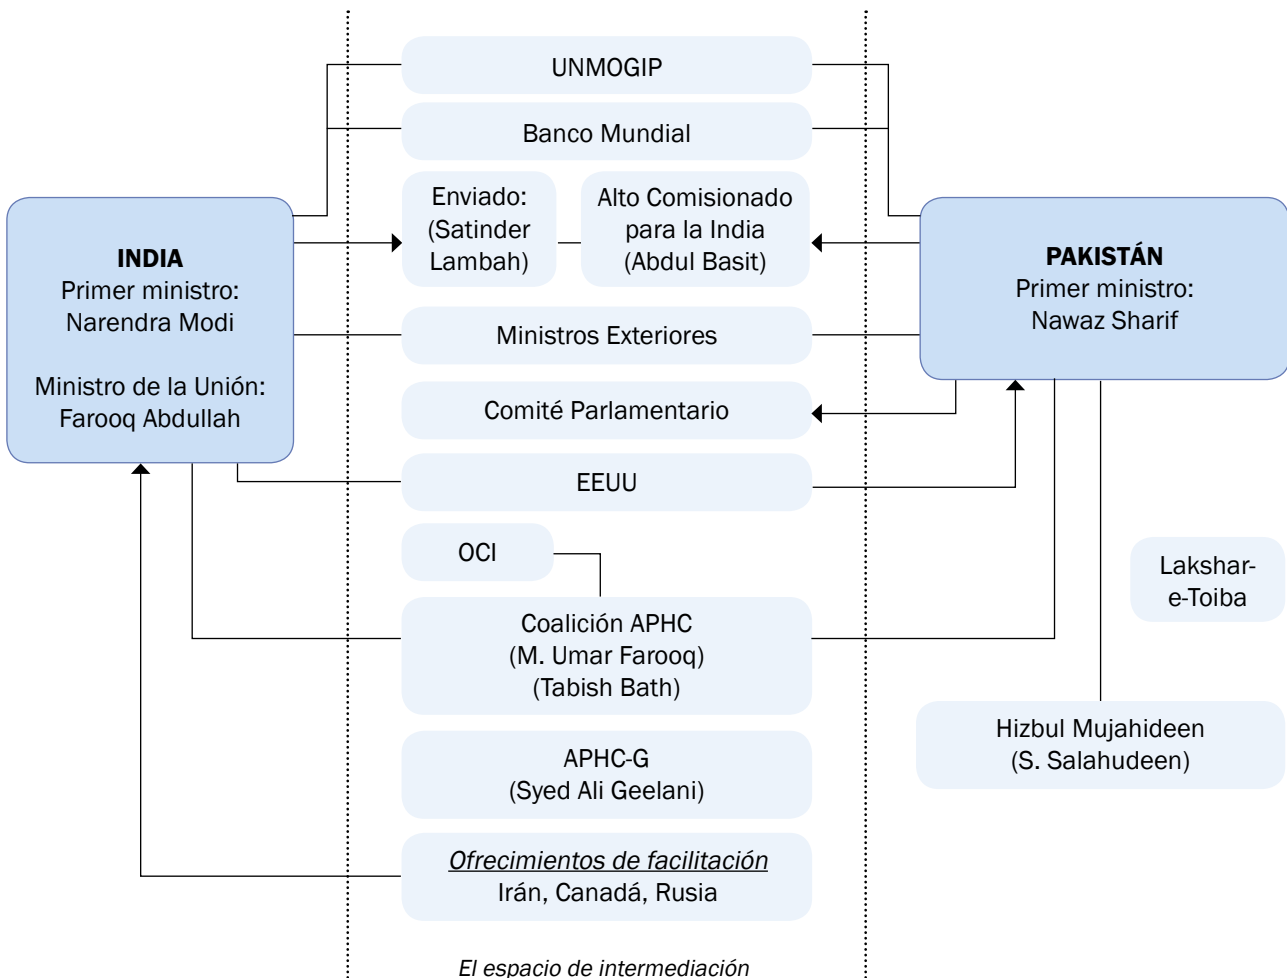 UNMOGIP
Banco Mundial
Enviado:
(Satinder
Lambah)
Alto Comisionado
para la India
(Abdul Basit)
INDIA
Primer ministro:
Narendra Modi
Ministro de la Unión:
Farooq Abdullah
PAKISTÁN
Primer ministro:
Nawaz Sharif
Ministros Exteriores
Comité Parlamentario
EEUU
OCI
Lakshar-
e-Toiba
Coalición APHC
(M. Umar Farooq)
(Tabish Bath)
Hizbul Mujahideen
(S. Salahudeen)
APHC-G
(Syed Ali Geelani)
Ofrecimientos de facilitación
Irán, Canadá, Rusia
El espacio de intermediación